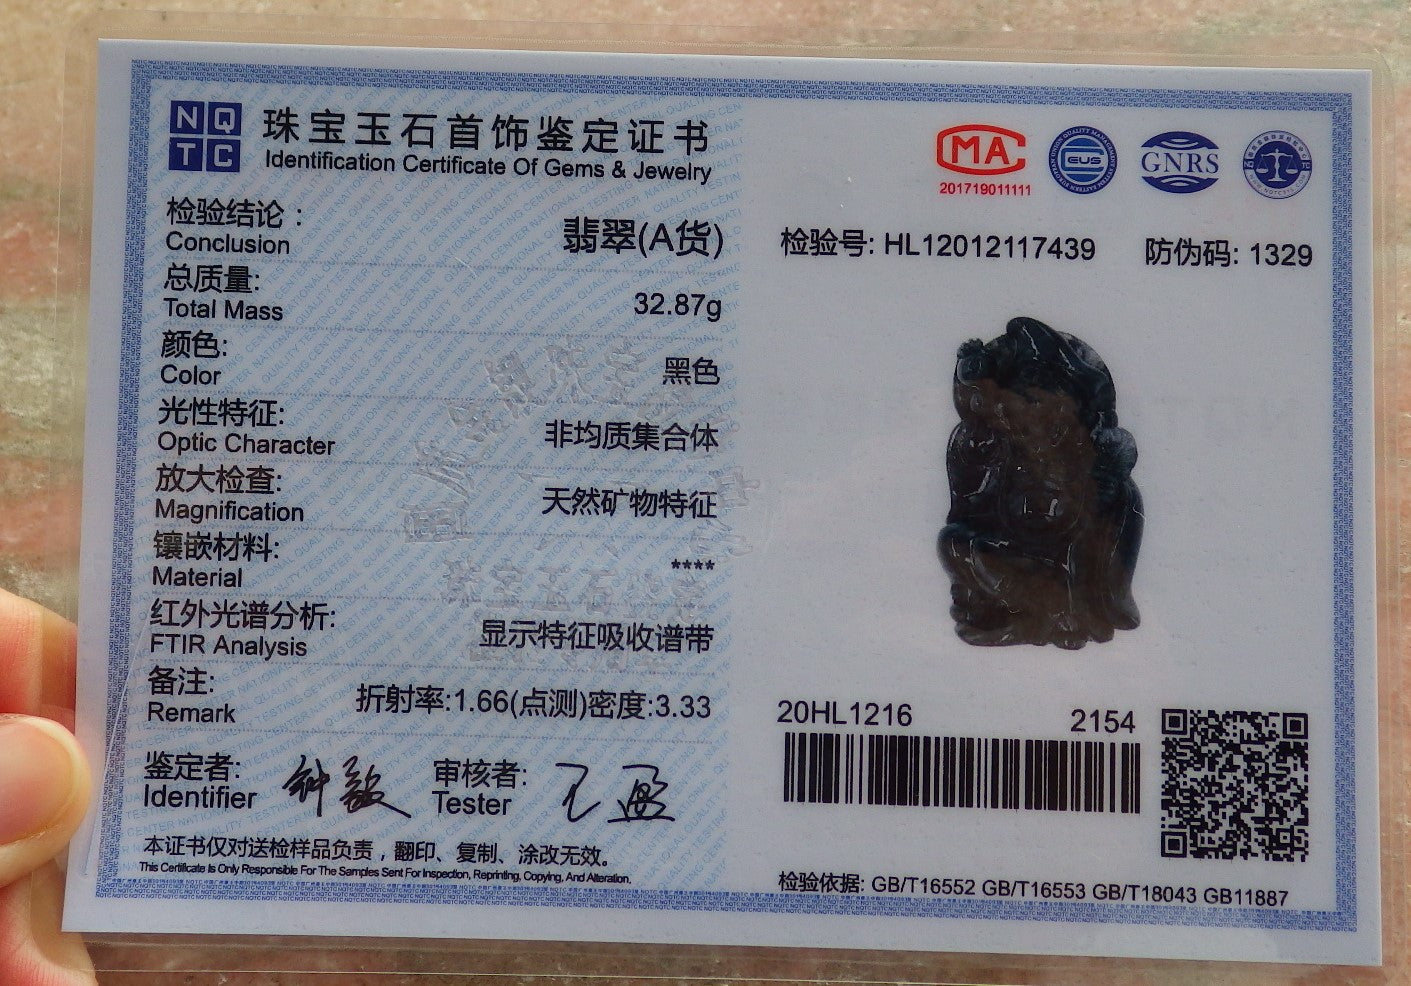 NQ
TC
珠宝玉石首饰鉴定证书
Identification Certificate Of Gems & Jewelry
检验结论：
Conclusion
翡翠(A货)
总质量:
Total Mass
32.87g
颜色:
Color
黑色
光性特征:
Optic Character
非均质集合体
放大检查:
Magnification
天然矿物特征
镶嵌材料:
Material
****
红外光谱分析:
FTIR Analysis
显示特征吸收谱带
备注:
Remark
折射率:1.66(点测)密度:3.33
鉴定者:
Identifier
审核者:
Tester
本证书仅对送检样品负责，翻印、复制、涂改无效。
This Certificate Is Only Responsible For The Samples Sent For Inspection, Reprinting, Copying, And Alteration.
MA
201719011111
EUS
GNRS
检验号: HL12012117439
防伪码: 1329
20HL1216
2154
检验依据: GB/T16552 GB/T16553 GB/T18043 GB11887